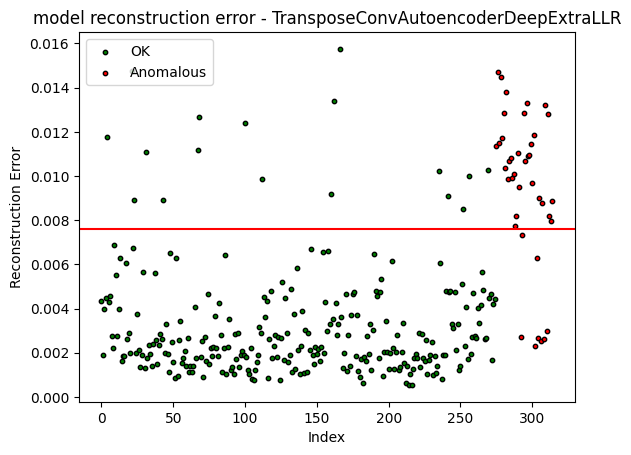 model reconstruction error - TransposeConvAutoencoderDeepExtraLLR
OK
Anomalous
0.016
0.014
0.012
0.010
0.008
0.006
0.004
0.002
0.000
Reconstruction Error
0 50 100 150 200 250 300
Index